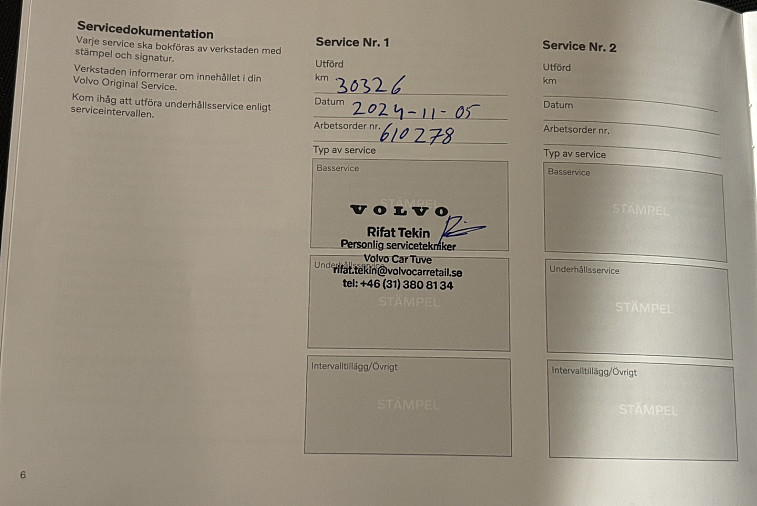 Servicedokumentation
Varje service ska bokföras av verkstaden med
stämpel och signatur.
Verkstaden informerar om innehållet i din
Volvo Original Service.
Kom ihåg att utföra underhållsservice enligt
serviceintervallen.
Service Nr. 1
Utförd
km 30326
Datum 2024-11-05
Arbetsorder nr. 610278
Typ av service
Basservice
STÄMPEL
VOLVO
Rifat Tekin
Personlig servicetekniker
Volvo Car Tuve
Underhållsservice
rifat.tekin@volvocarretail.se
tel: +46 (31) 380 81 34
STÄMPEL
Intervalltillägg/Övrigt
STÄMPEL
Service Nr. 2
Utförd
km
Datum
Arbetsorder nr.
Typ av service
Basservice
STÄMPEL
Underhållsservice
STÄMPEL
Intervalltillägg/Övrigt
STÄMPEL
6